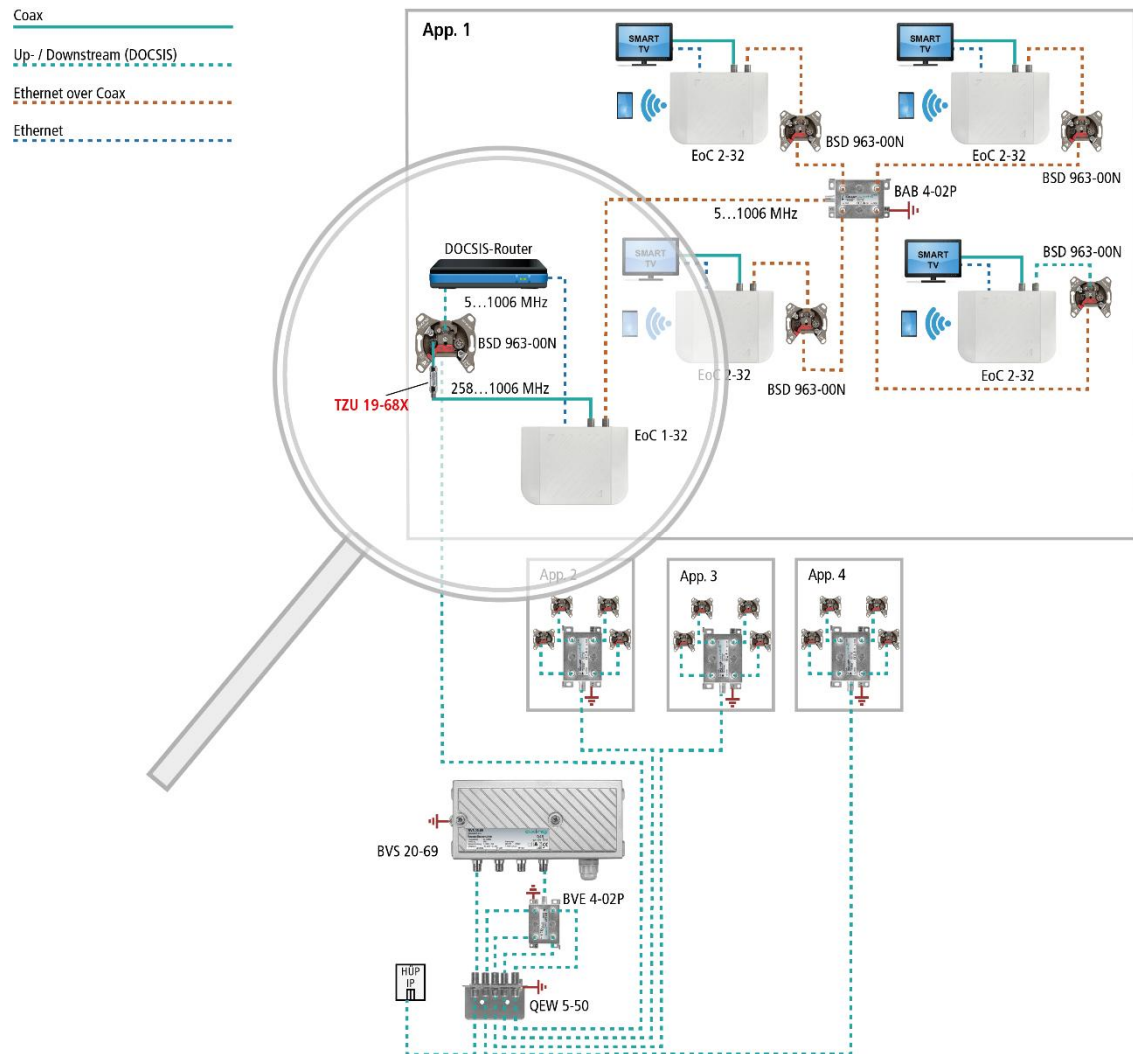 Coax
Up- / Downstream (DOCSIS)
Ethernet over Coax
Ethernet
App. 1
SMART
TV
SMART
TV
EoC 2-32
BSD 963-00N
EoC 2-32
BSD 963-00N
BAB 4-02P
5…1006 MHz
DOCSIS-Router
5…1006 MHz
BSD 963-00N
TZU 19-68X
258…1006 MHz
EoC 1-32
SMART
TV
EoC 2-32
BSD 963-00N
SMART
TV
BSD 963-00N
EoC 2-32
App. 2
App. 3
App. 4
BVS 20-69
BVE 4-02P
HÜP
IP
QEW 5-50